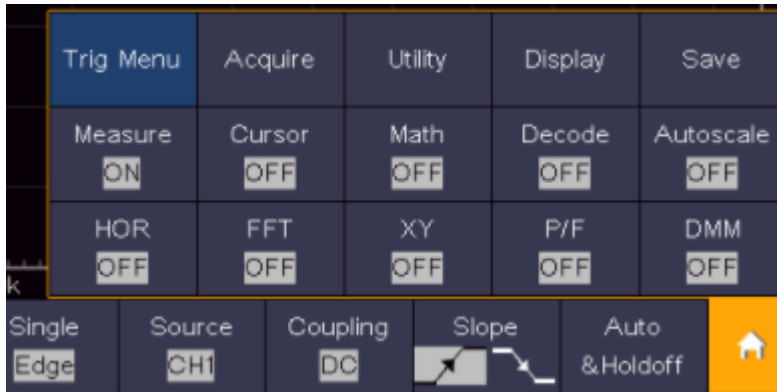 Trig Menu Acquire Utility Display Save
Measure Cursor Math Decode Autoscale
ON OFF OFF OFF OFF
HOR FFT XY P/F DMM
OFF OFF OFF OFF OFF
k
Single Source Coupling Slope Auto
Edge CH1 DC &Holdoff